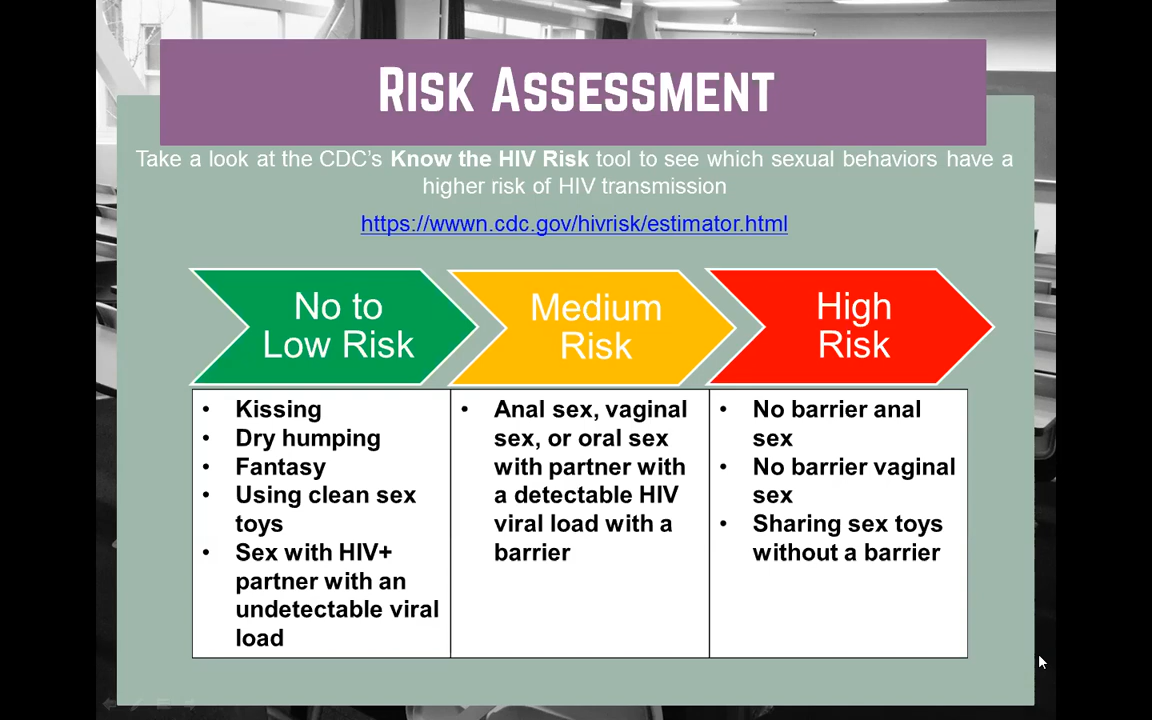 RISK ASSESSMENT
Take a look at the CDC's Know the HIV Risk tool to see which sexual behaviors have a
higher risk of HIV transmission
https://wwwn.cdc.gov/hivrisk/estimator.html
No to
Low Risk
Medium
Risk
High
Risk
• Kissing
• Dry humping
• Fantasy
• Using clean sex
toys
• Sex with HIV+
partner with an
undetectable viral
load
• Anal sex, vaginal
sex, or oral sex
with partner with
a detectable HIV
viral load with a
barrier
• No barrier anal
sex
• No barrier vaginal
sex
• Sharing sex toys
without a barrier